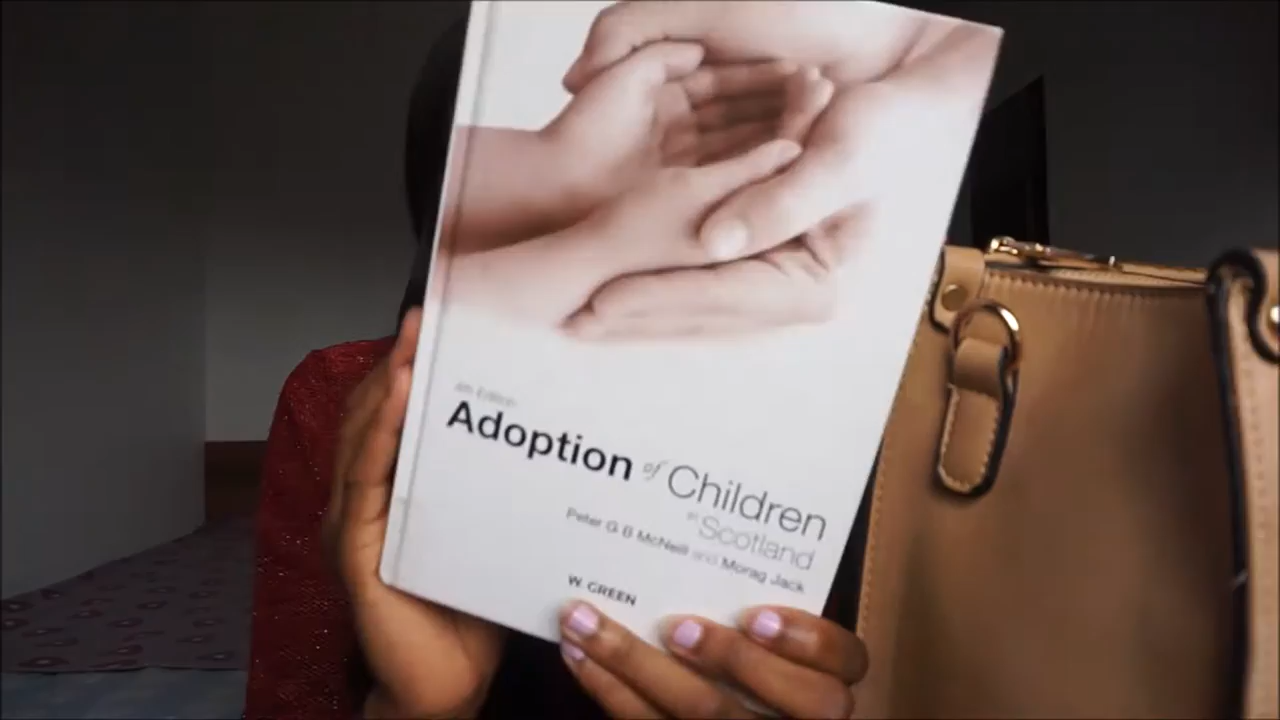 4th Edition
Adoption of Children
in Scotland
Peter G B McNeill and Morag Jack
W. GREEN